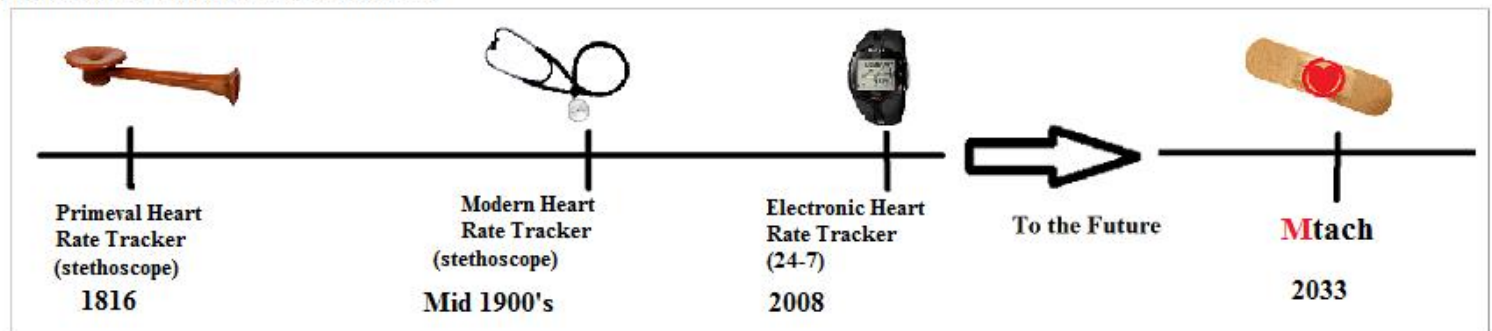 Primeval Heart
Rate Tracker
(stethoscope)
1816
Modern Heart
Rate Tracker
(stethoscope)
Mid 1900's
Electronic Heart
Rate Tracker
(24-7)
2008
To the Future
Mtach
2033